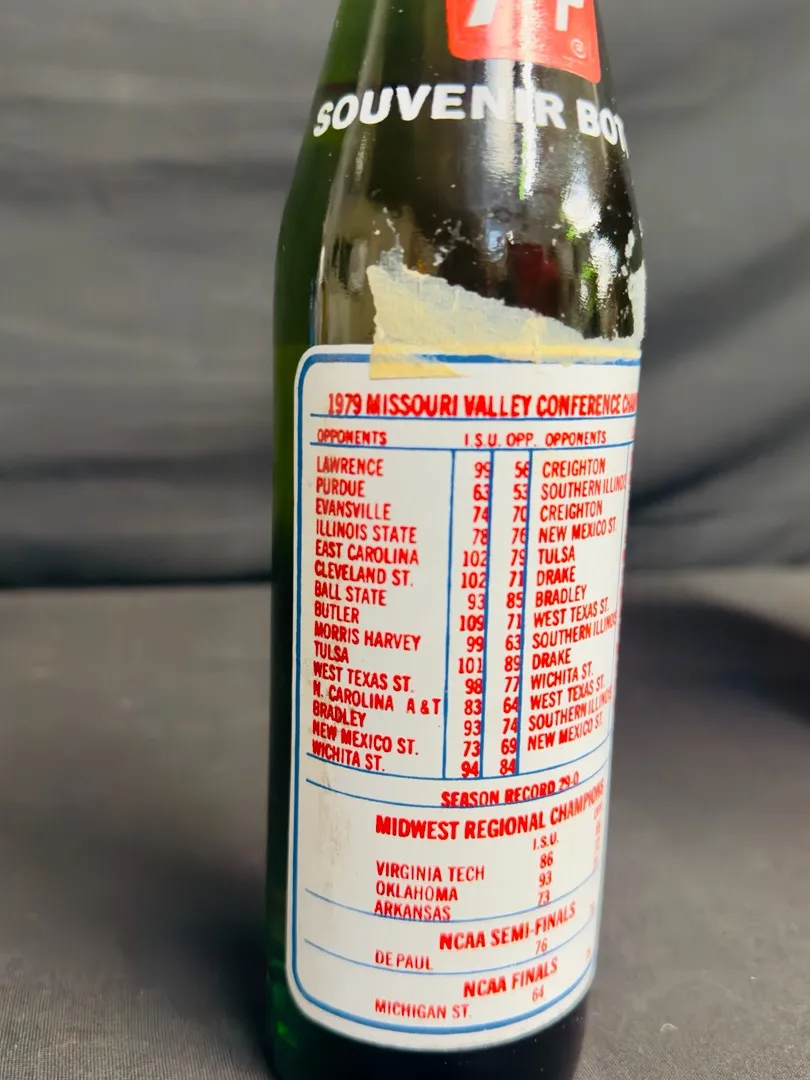 7UP
®
SOUVENIR
1979 MISSOURI VALLEY CONFERENCE
OPPONENTS I.S.U. OPP. OPPONENTS
LAWRENCE 99 56 CREIGHTON
PURDUE 63 53 SOUTHERN ILLINOIS
EVANSVILLE 74 70 CREIGHTON
ILLINOIS STATE 78 76 NEW MEXICO ST.
EAST CAROLINA 102 79 TULSA
CLEVELAND ST. 102 71 DRAKE
BALL STATE 93 85 BRADLEY
BUTLER 109 71 WEST TEXAS ST.
MORRIS HARVEY 99 63 SOUTHERN ILLINOIS
TULSA 101 89 DRAKE
WEST TEXAS ST. 98 77 WICHITA ST.
N. CAROLINA A & T 83 64 WEST TEXAS ST.
BRADLEY 93 74 SOUTHERN ILLINOIS
NEW MEXICO ST. 73 69 NEW MEXICO ST.
WICHITA ST. 94 84
SEASON RECORD 29-0
MIDWEST REGIONAL CHAMPIONS
I.S.U.
VIRGINIA TECH 86
OKLAHOMA 93
ARKANSAS 73
NCAA SEMI-FINALS
DE PAUL 76
NCAA FINALS
MICHIGAN ST. 64